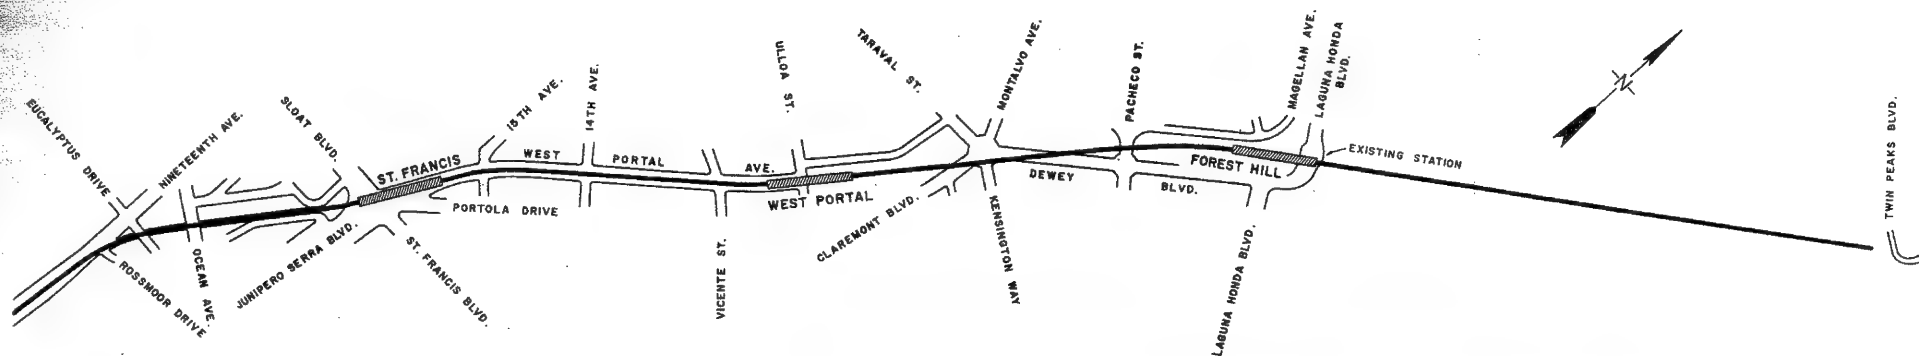 EUCALYPTUS DRIVE
NINETEENTH AVE.
SLOAT BLVD.
ST. FRANCIS
15TH AVE.
14TH AVE.
WEST PORTAL AVE.
ULLOA ST.
TARAVAL ST.
MONTALVO AVE.
PACHECO ST.
MAGELLAN AVE.
LAGUNA HONDA
BLVD.
N
TWIN PEAKS BLVD.
EXISTING STATION
FOREST HILL
DEWEY BLVD.
WEST PORTAL
PORTOLA DRIVE
ROSSMOOR DRIVE
OCEAN AVE.
JUNIPERO SERRA BLVD.
ST. FRANCIS BLVD.
VICENTE ST.
CLAREMONT BLVD.
KENSINGTON WAY
LAGUNA HONDA BLVD.